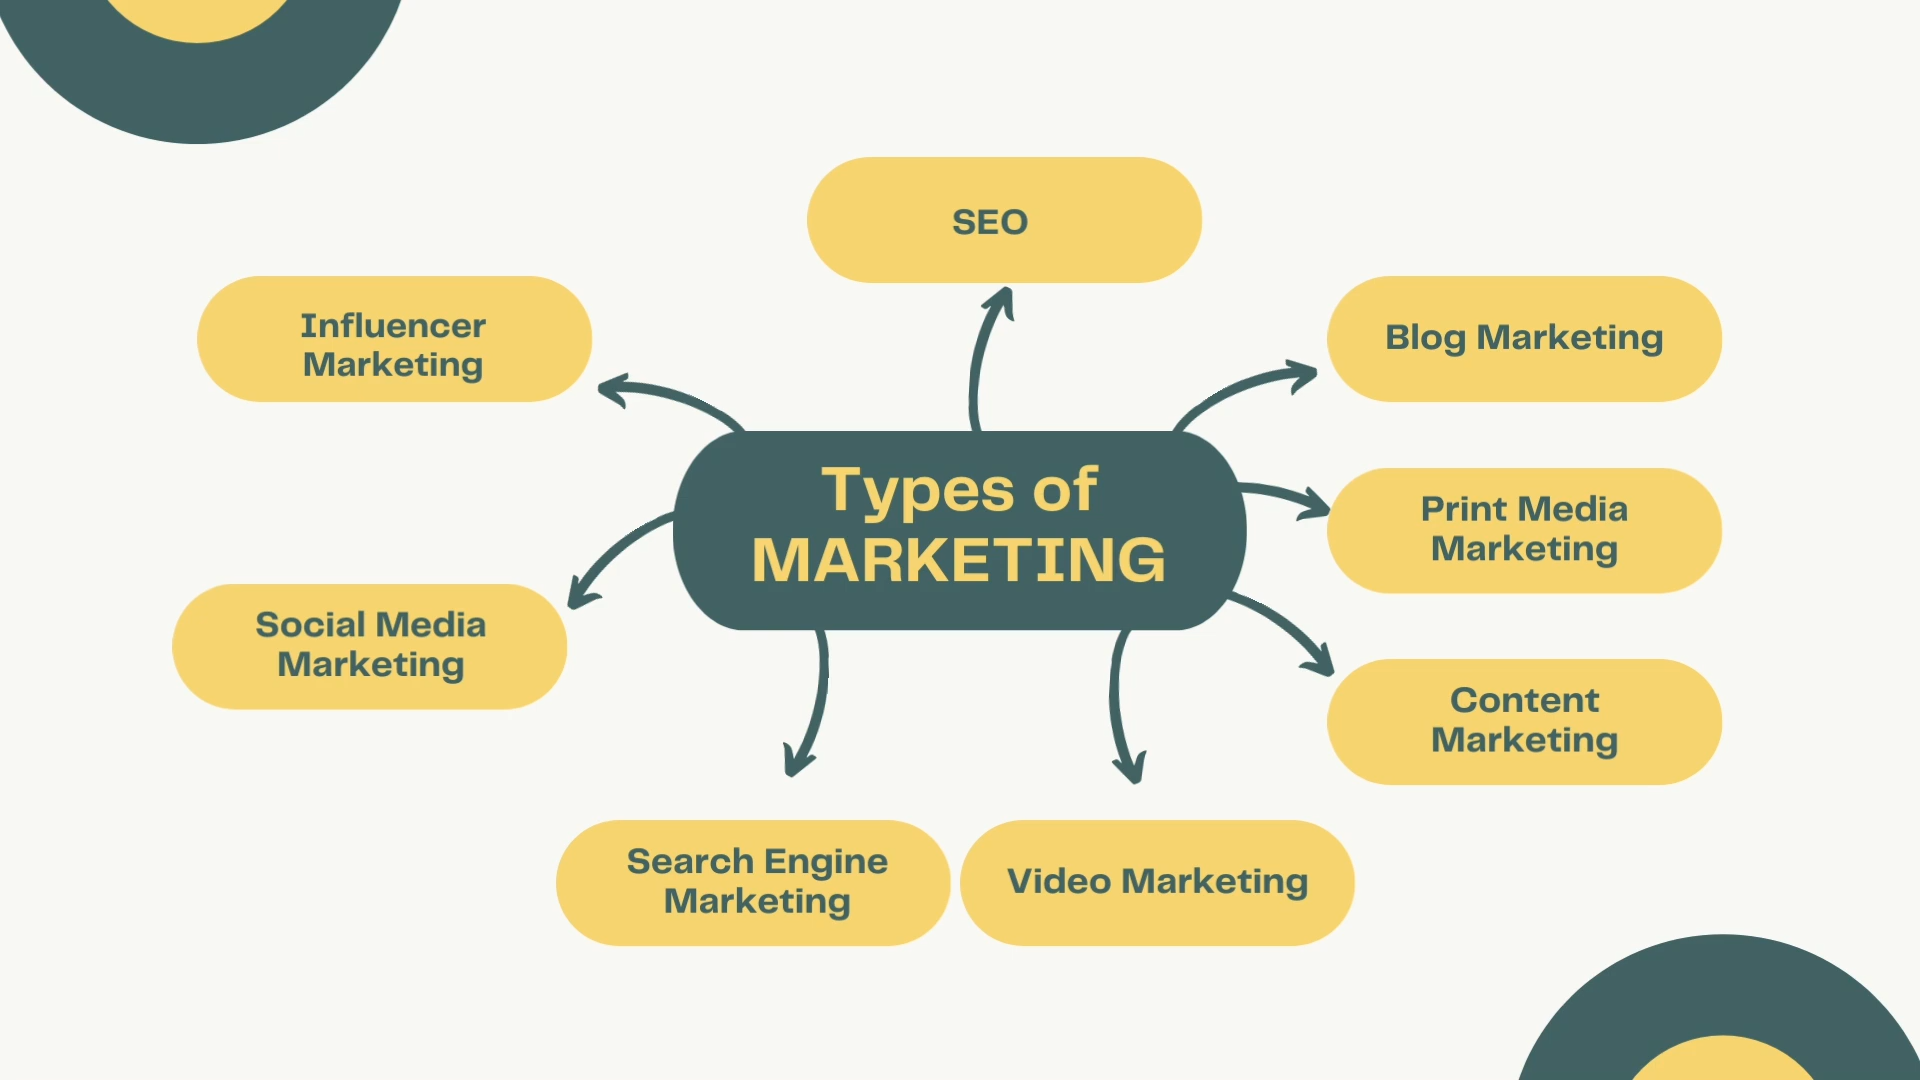 SEO
Influencer
Marketing
Blog Marketing
Types of
MARKETING
Print Media
Marketing
Social Media
Marketing
Content
Marketing
Search Engine
Marketing
Video Marketing